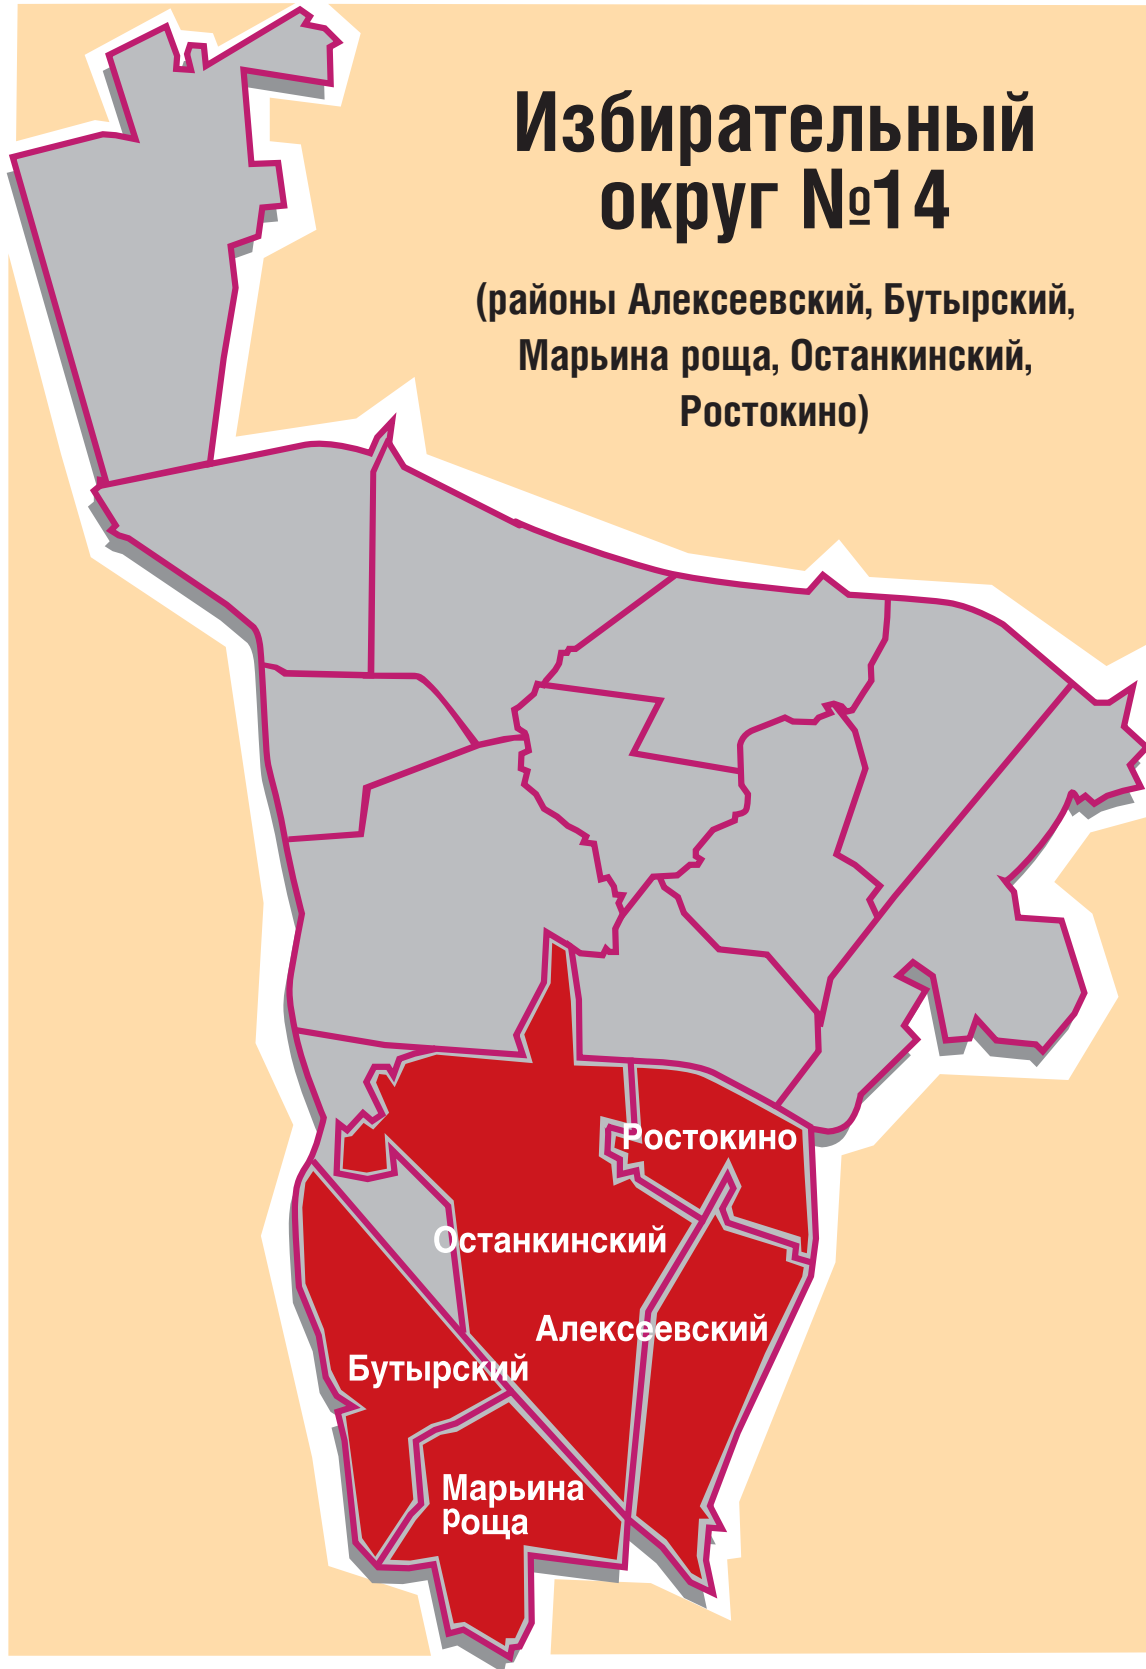 Избирательный
округ №14
(районы Алексеевский, Бутырский,
Марьина роща, Останкинский,
Ростокино)
Ростокино
Останкинский
Алексеевский
Бутырский
Марьина
роща